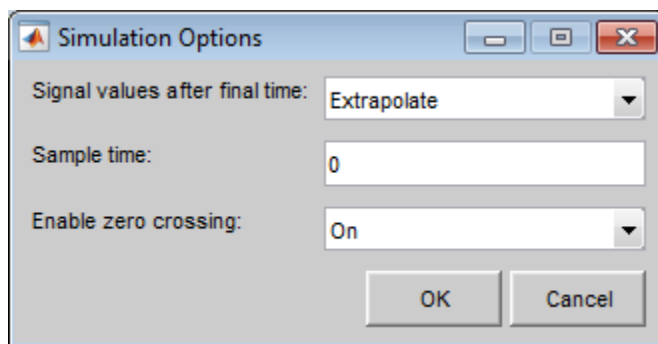 Simulation Options
Signal values after final time: Extrapolate
Sample time: 0
Enable zero crossing: On
OK Cancel